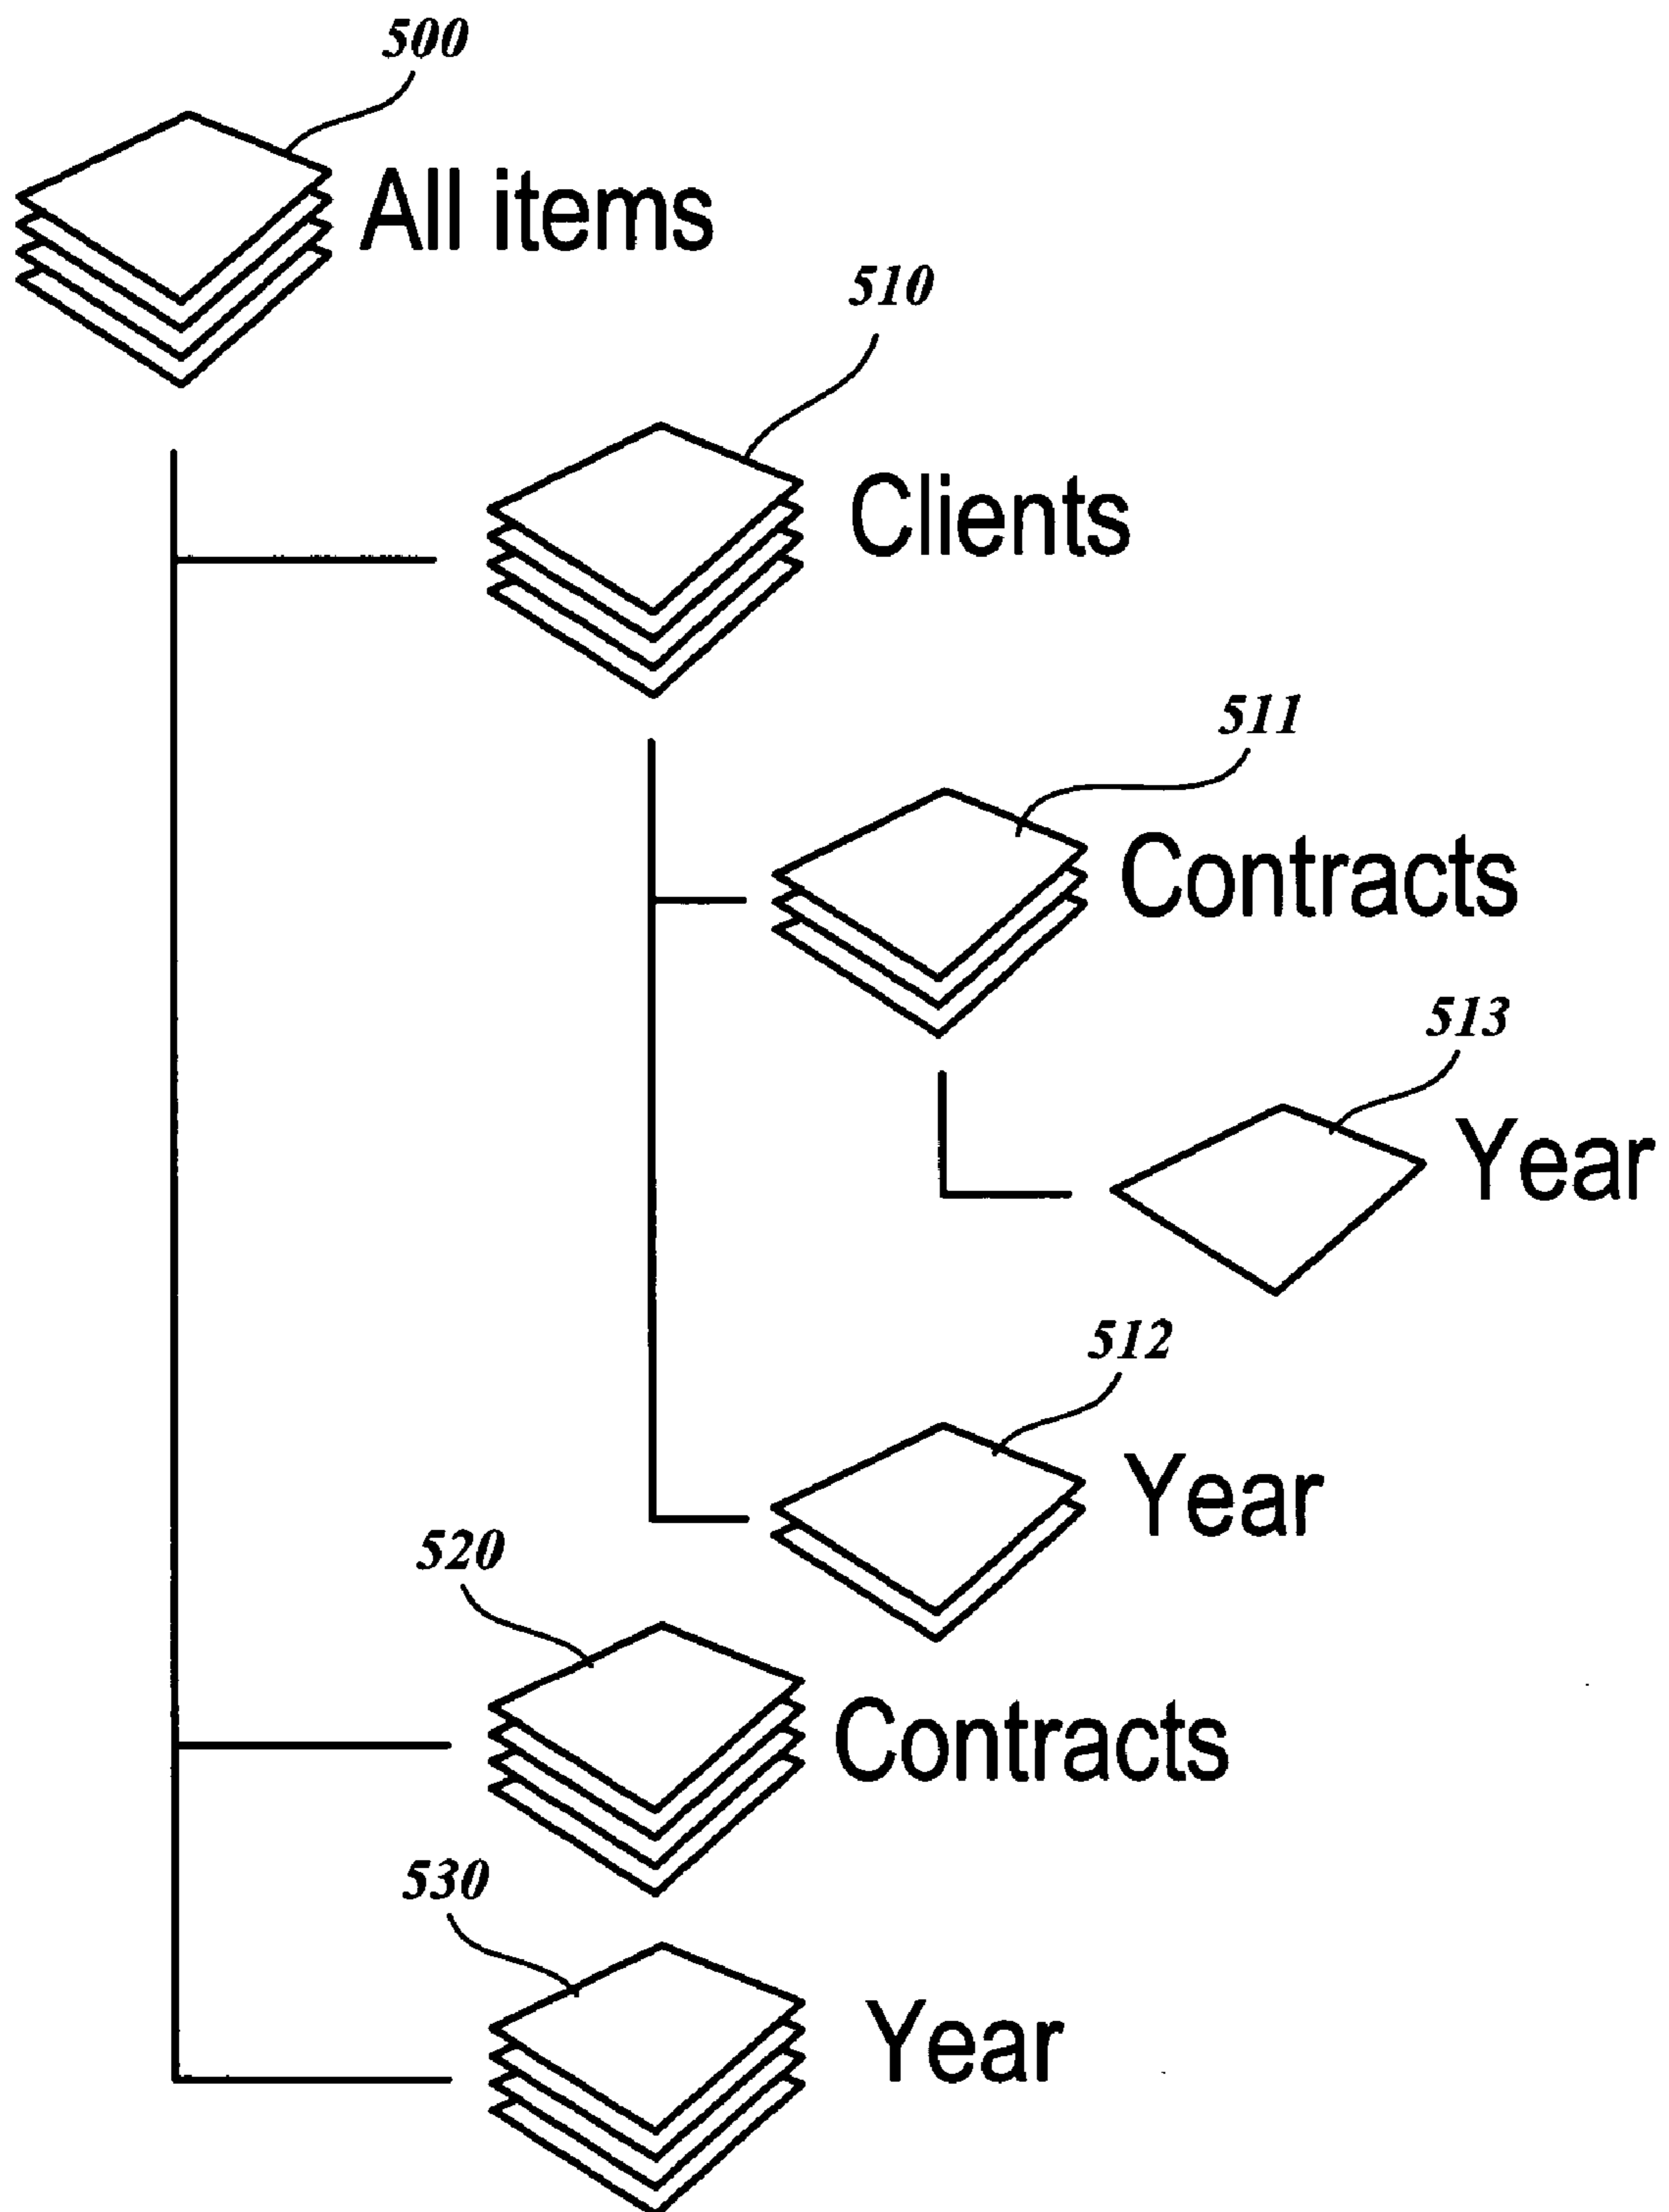 500
All items
510
Clients
511
Contracts
513
Year
512
Year
520
Contracts
530
Year